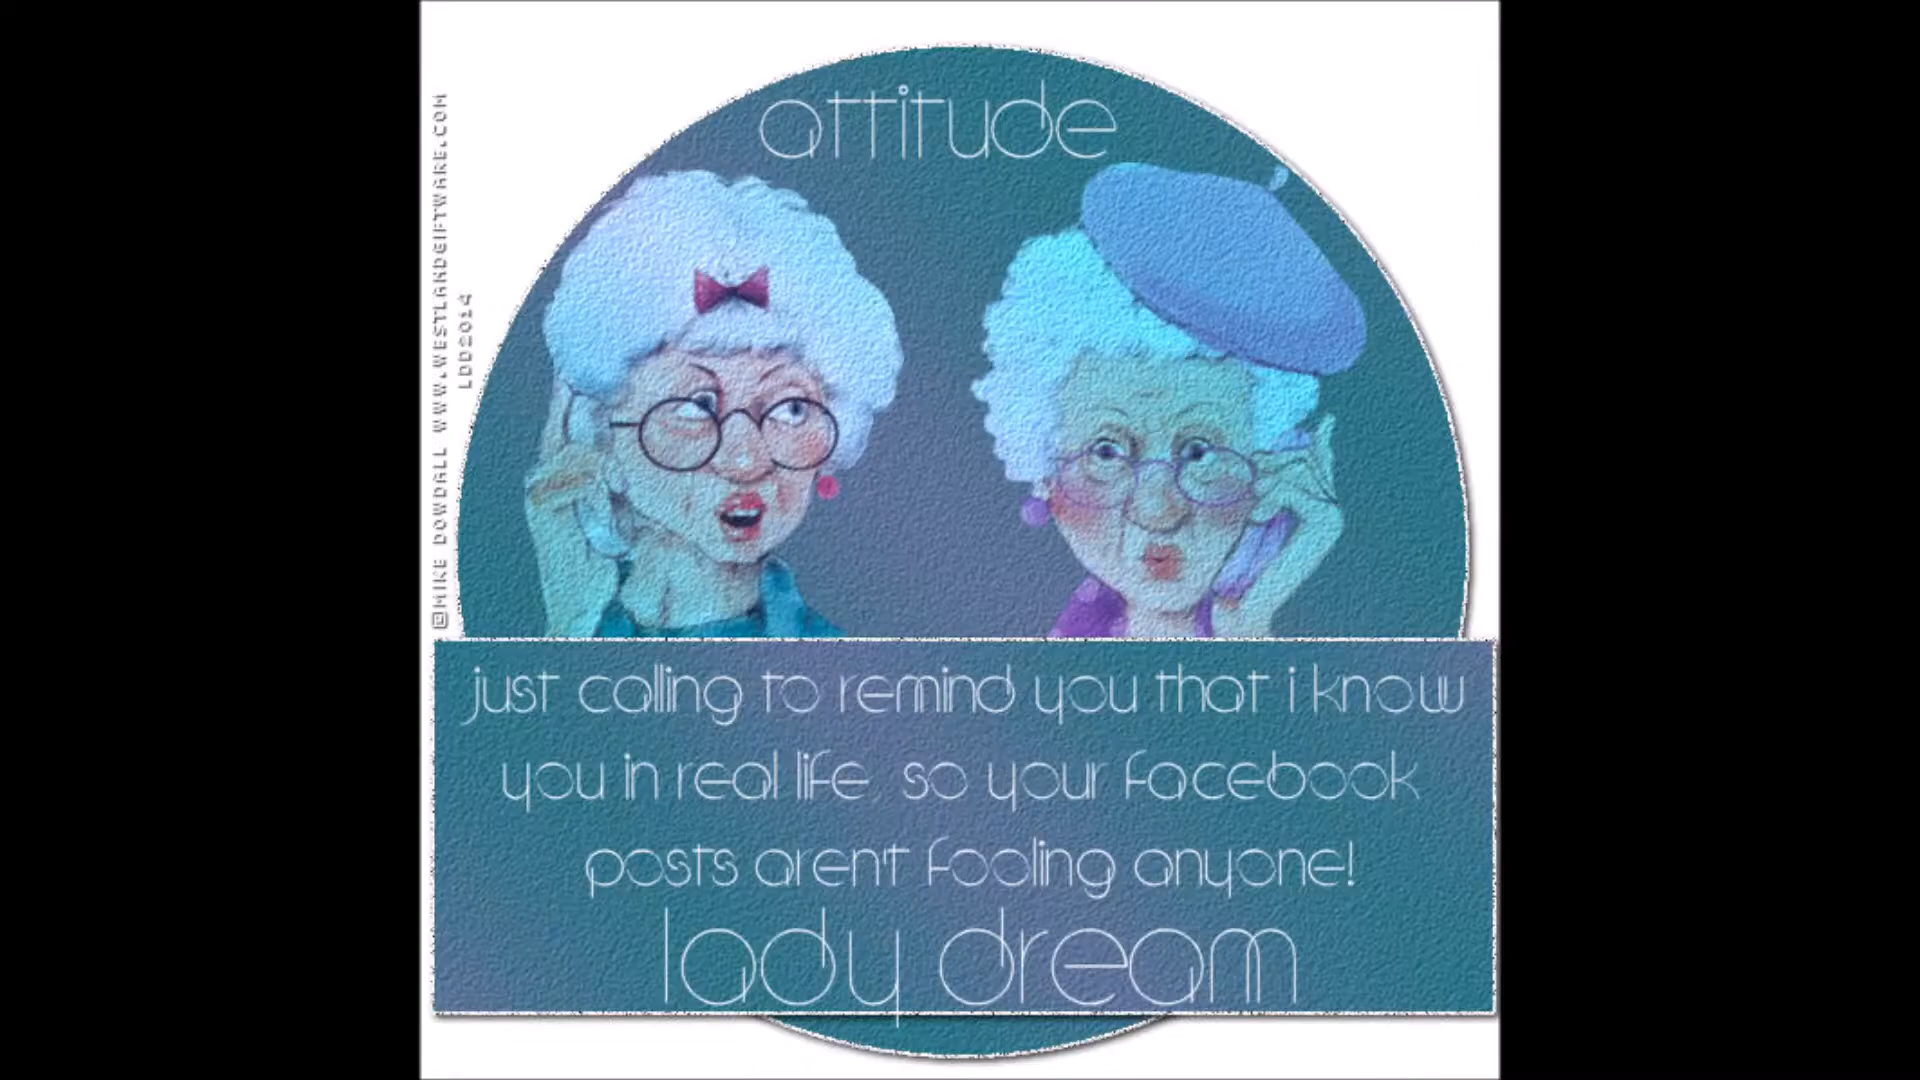 attitude
just calling to remind you that i know
you in real life, so your facebook
posts aren't fooling anyone!
lady dream
©MIKE DOWDALL WWW.WESTLANDGIFTWARE.COM
LDD2014